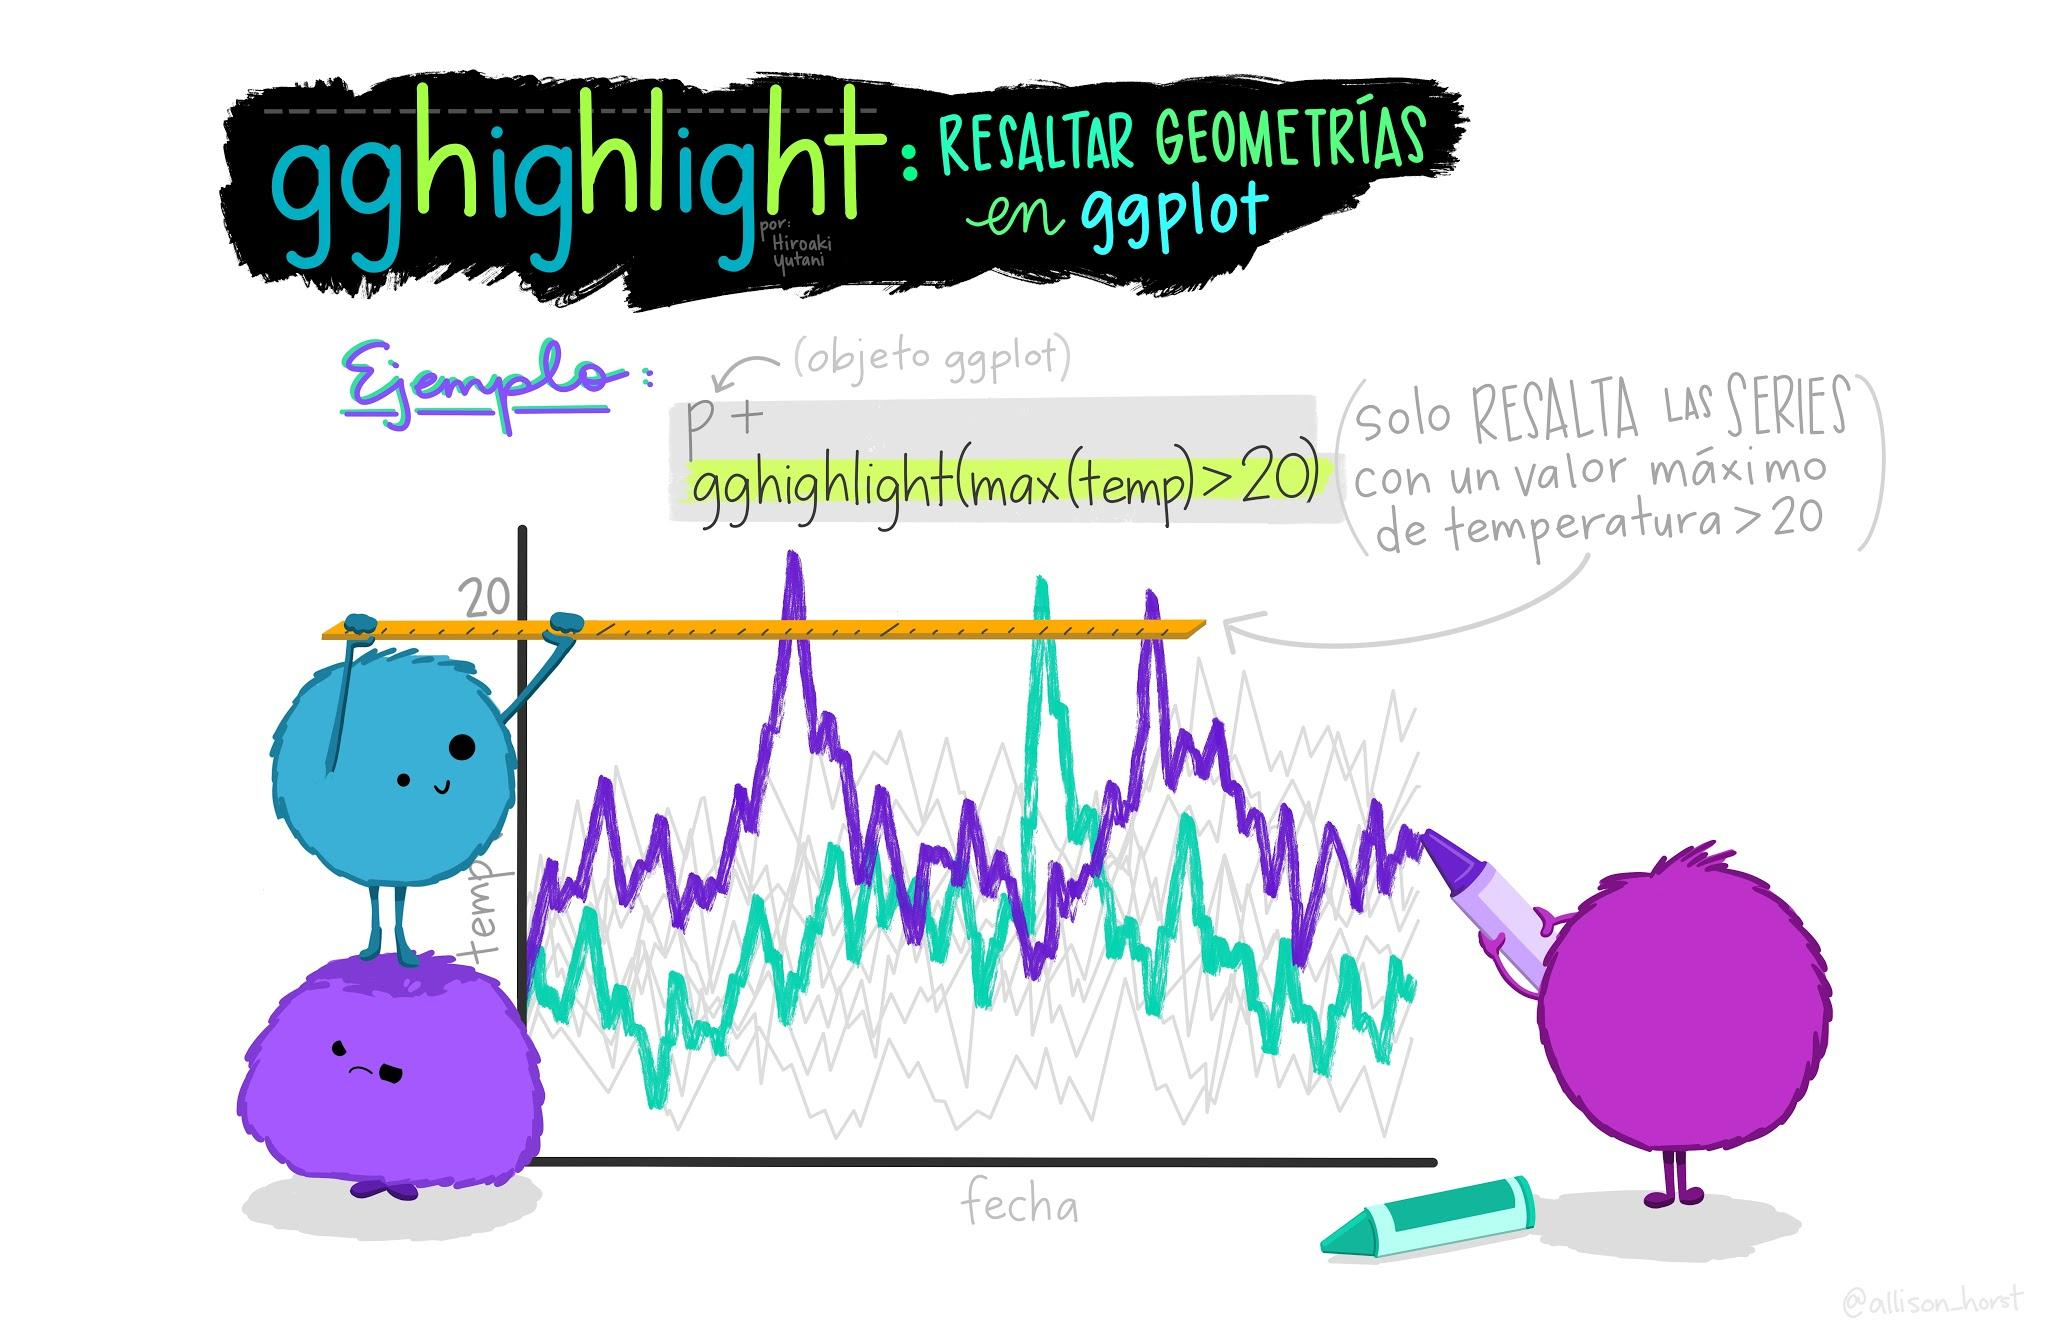 gghighlight: RESALTAR GEOMETRÍAS
en ggplot
por:
Hiroaki
Yutani
Ejemplo:
(objeto ggplot)
p +
gghighlight(max(temp)>20)
(solo RESALTA LAS SERIES
con un valor máximo
de temperatura > 20)
20
temp
fecha
@allison_horst